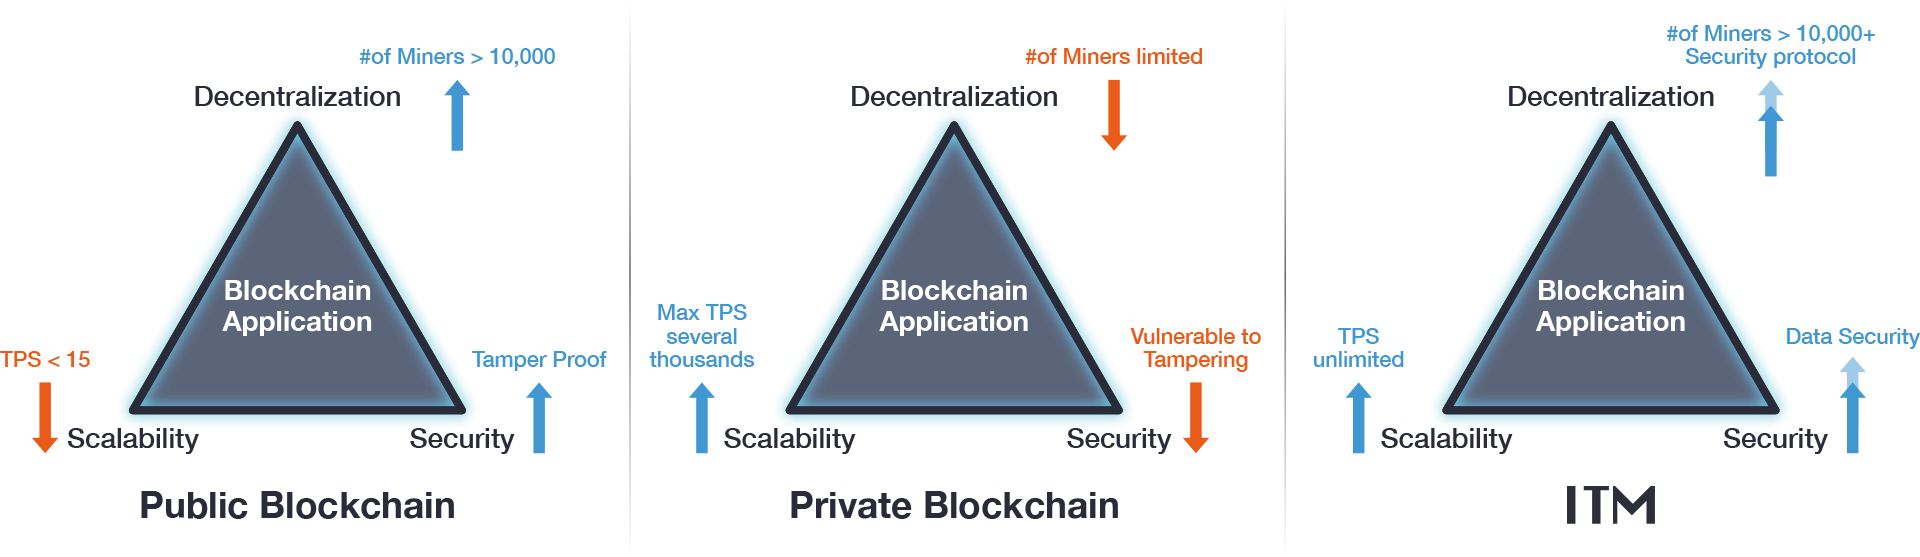 #of Miners > 10,000
Decentralization
Blockchain
Application
TPS < 15
Scalability
Tamper Proof
Security
Public Blockchain
#of Miners limited
Decentralization
Blockchain
Application
Max TPS
several
thousands
Scalability
Vulnerable to
Tampering
Security
Private Blockchain
#of Miners > 10,000+
Security protocol
Decentralization
Blockchain
Application
TPS
unlimited
Scalability
Data Security
Security
ITM